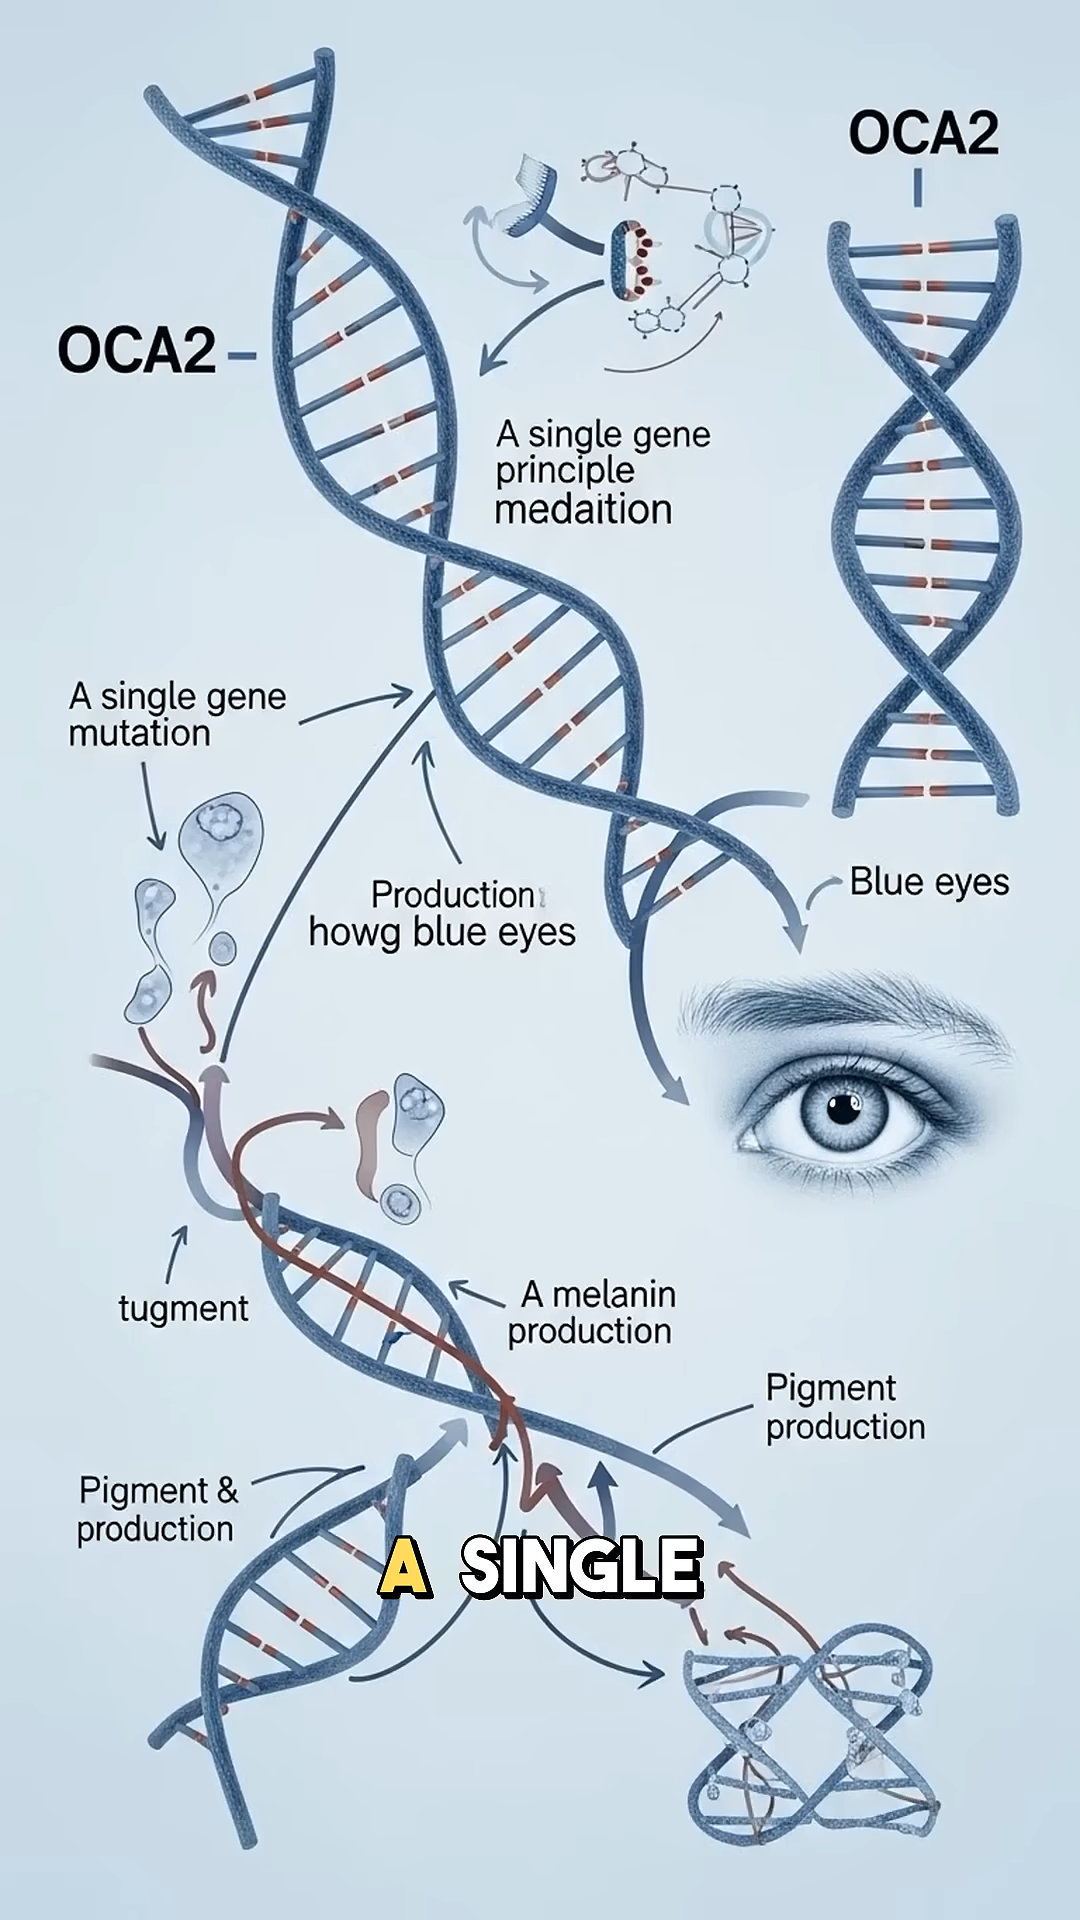 OCA2
OCA2
A single gene
principle
medaition
A single gene
mutation
Production
howg blue eyes
Blue eyes
tugment
A melanin
production
Pigment
production
Pigment &
production
A SINGLE